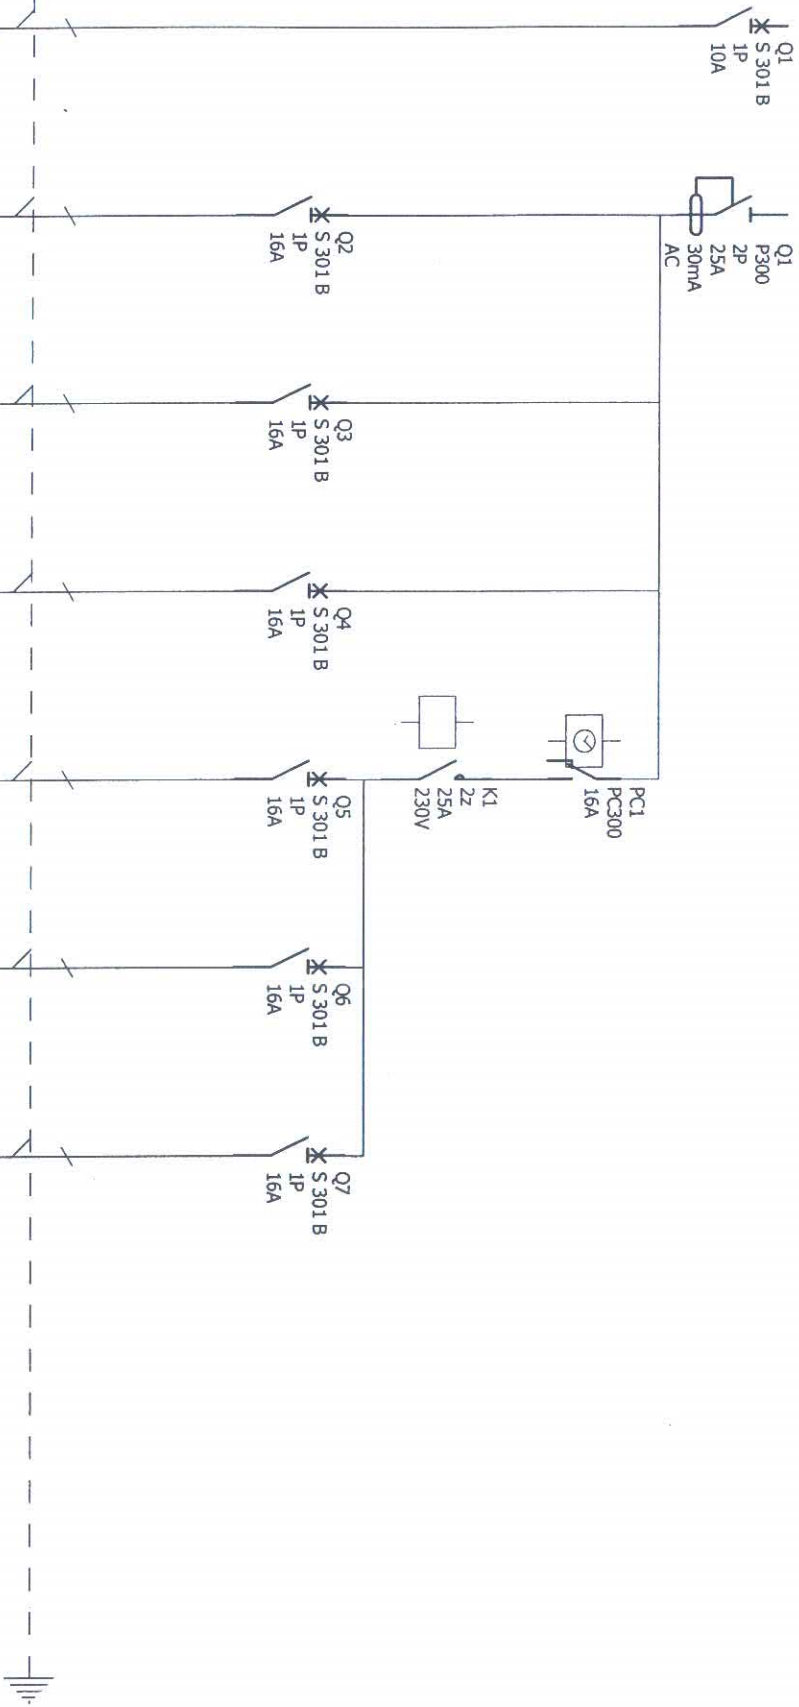 Q1
S 301 B
1P
10A
Q1
P300
2P
25A
30mA
AC
Q2
S 301 B
1P
16A
Q3
S 301 B
1P
16A
Q4
S 301 B
1P
16A
PC1
PC300
16A
K1
2z
25A
230V
Q5
S 301 B
1P
16A
Q6
S 301 B
1P
16A
Q7
S 301 B
1P
16A